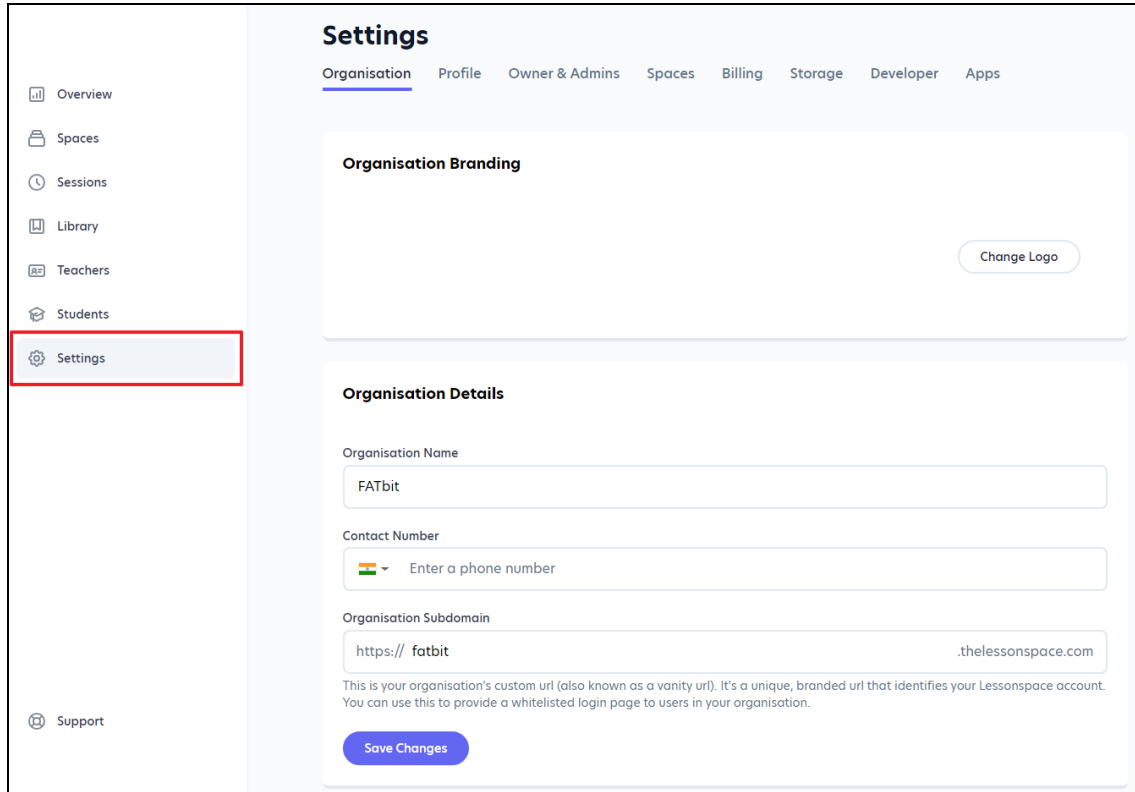 Overview
Spaces
Sessions
Library
Teachers
Students
Settings
Support
Settings
Organisation Profile Owner & Admins Spaces Billing Storage Developer Apps
Organisation Branding
Change Logo
Organisation Details
Organisation Name
FATbit
Contact Number
Enter a phone number
Organisation Subdomain
https:// fatbit .thelessonspace.com
This is your organisation's custom url (also known as a vanity url). It's a unique, branded url that identifies your Lessonspace account.
You can use this to provide a whitelisted login page to users in your organisation.
Save Changes